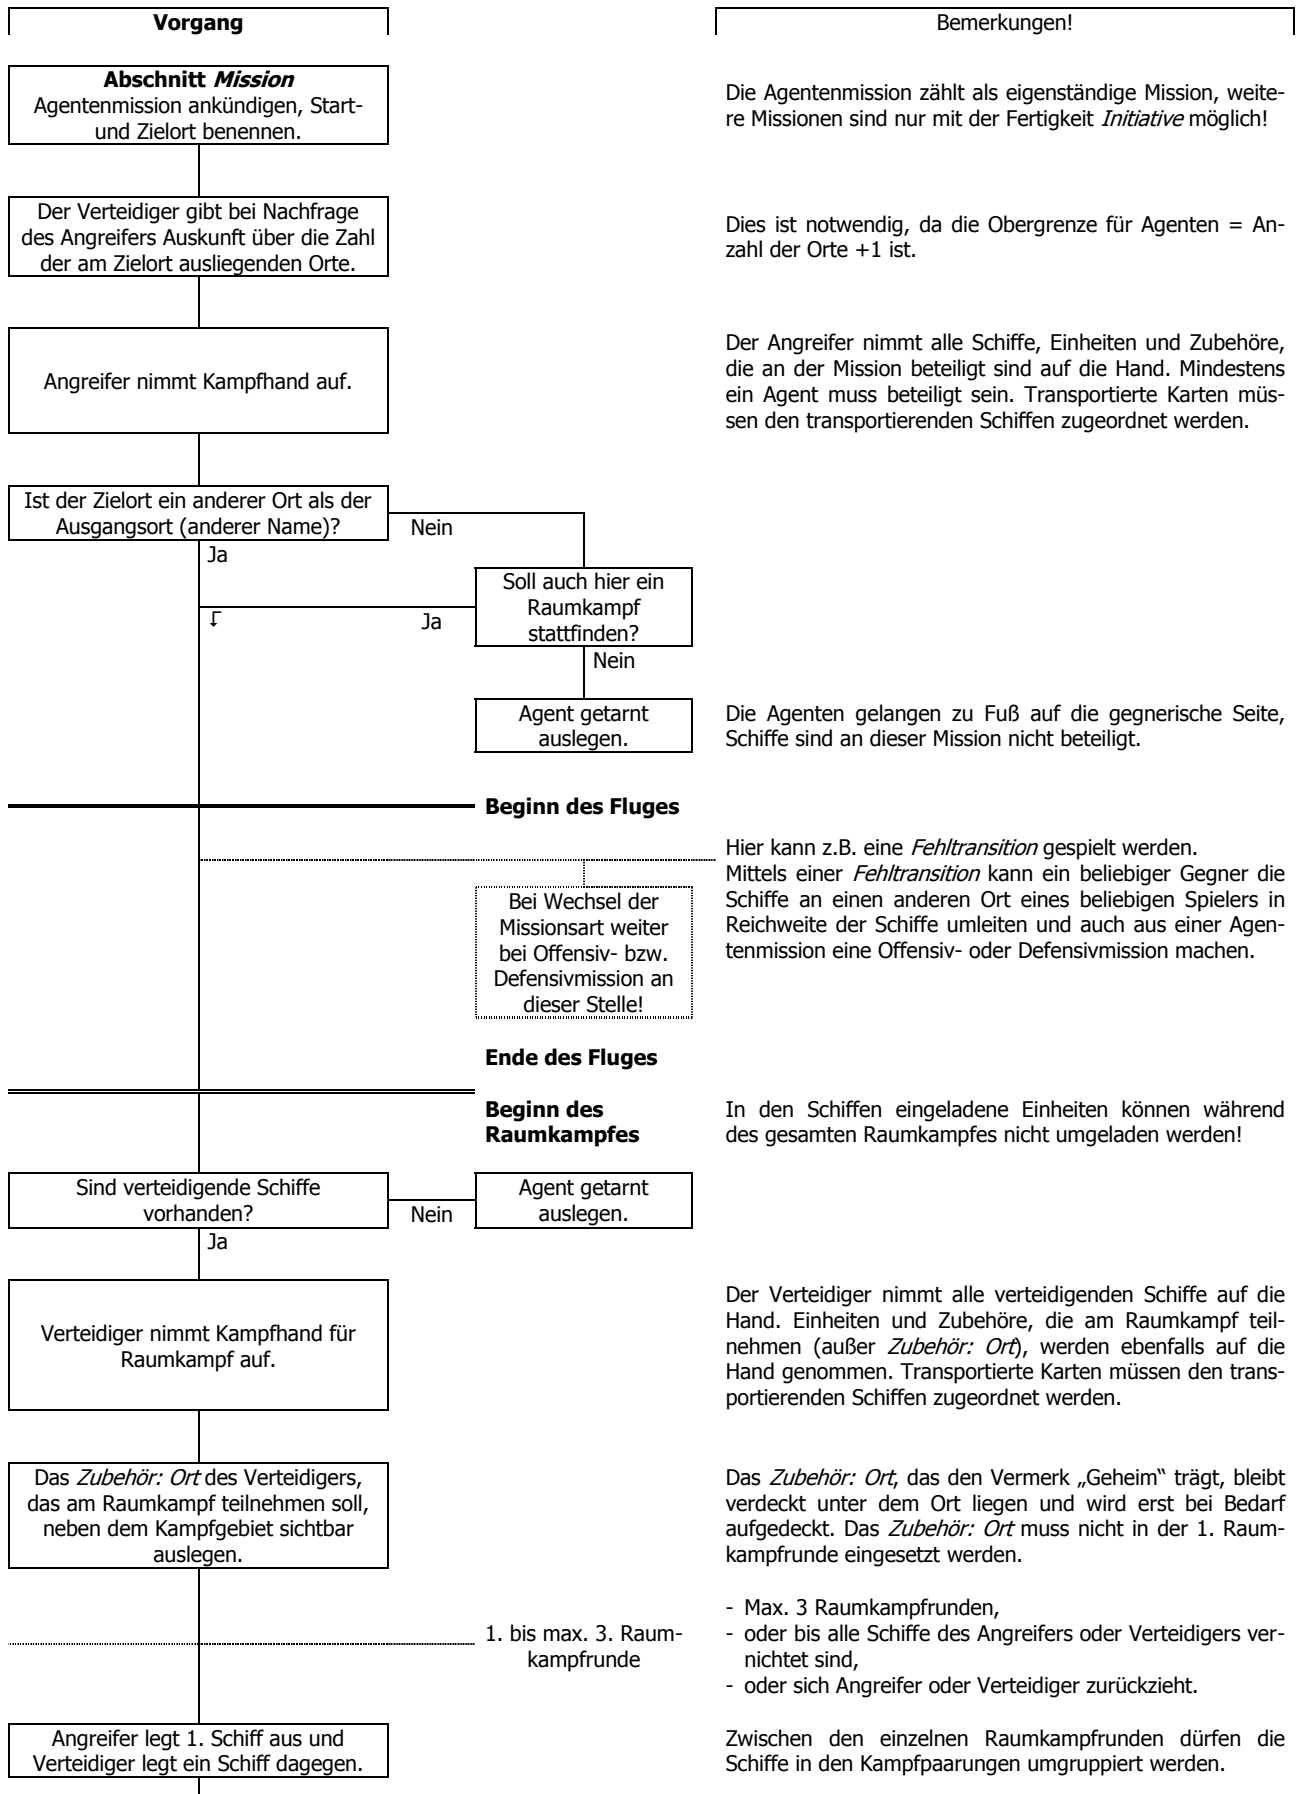 Vorgang
Bemerkungen!
Abschnitt Mission
Agentenmission ankündigen, Start-
und Zielort benennen.
Die Agentenmission zählt als eigenständige Mission, weite-
re Missionen sind nur mit der Fertigkeit Initiative möglich!
Der Verteidiger gibt bei Nachfrage
des Angreifers Auskunft über die Zahl
der am Zielort ausliegenden Orte.
Dies ist notwendig, da die Obergrenze für Agenten = An-
zahl der Orte +1 ist.
Angreifer nimmt Kampfhand auf.
Der Angreifer nimmt alle Schiffe, Einheiten und Zubehöre,
die an der Mission beteiligt sind auf die Hand. Mindestens
ein Agent muss beteiligt sein. Transportierte Karten müs-
sen den transportierenden Schiffen zugeordnet werden.
Ist der Zielort ein anderer Ort als der
Ausgangsort (anderer Name)?
Nein
Ja
Soll auch hier ein
Raumkampf
stattfinden?
Ja
Nein
Agent getarnt
auslegen.
Die Agenten gelangen zu Fuß auf die gegnerische Seite,
Schiffe sind an dieser Mission nicht beteiligt.
Beginn des Fluges
Hier kann z.B. eine Fehltransition gespielt werden.
Mittels einer Fehltransition kann ein beliebiger Gegner die
Schiffe an einen anderen Ort eines beliebigen Spielers in
Reichweite der Schiffe umleiten und auch aus einer Agen-
tenmission eine Offensiv- oder Defensivmission machen.
Bei Wechsel der
Missionsart weiter
bei Offensiv- bzw.
Defensivmission an
dieser Stelle!
Ende des Fluges
Beginn des
Raumkampfes
In den Schiffen eingeladene Einheiten können während
des gesamten Raumkampfes nicht umgeladen werden!
Sind verteidigende Schiffe
vorhanden?
Nein
Agent getarnt
auslegen.
Ja
Verteidiger nimmt Kampfhand für
Raumkampf auf.
Der Verteidiger nimmt alle verteidigenden Schiffe auf die
Hand. Einheiten und Zubehöre, die am Raumkampf teil-
nehmen (außer Zubehör: Ort), werden ebenfalls auf die
Hand genommen. Transportierte Karten müssen den trans-
portierenden Schiffen zugeordnet werden.
Das Zubehör: Ort des Verteidigers,
das am Raumkampf teilnehmen soll,
neben dem Kampfgebiet sichtbar
auslegen.
Das Zubehör: Ort, das den Vermerk „Geheim“ trägt, bleibt
verdeckt unter dem Ort liegen und wird erst bei Bedarf
aufgedeckt. Das Zubehör: Ort muss nicht in der 1. Raum-
kampfrunde eingesetzt werden.
1. bis max. 3. Raum-
kampfrunde
- Max. 3 Raumkampfrunden,
- oder bis alle Schiffe des Angreifers oder Verteidigers ver-
nichtet sind,
- oder sich Angreifer oder Verteidiger zurückzieht.
Angreifer legt 1. Schiff aus und
Verteidiger legt ein Schiff dagegen.
Zwischen den einzelnen Raumkampfrunden dürfen die
Schiffe in den Kampfpaarungen umgruppiert werden.